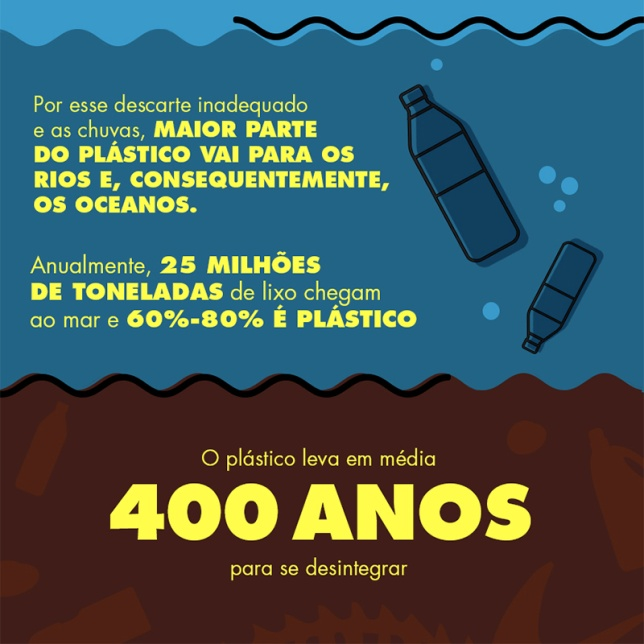 Por esse descarte inadequado
e as chuvas, MAIOR PARTE
DO PLÁSTICO VAI PARA OS
RIOS E, CONSEQUENTEMENTE,
OS OCEANOS.
Anualmente, 25 MILHÕES
DE TONELADAS de lixo chegam
ao mar e 60%-80% É PLÁSTICO
O plástico leva em média
400 ANOS
para se desintegrar